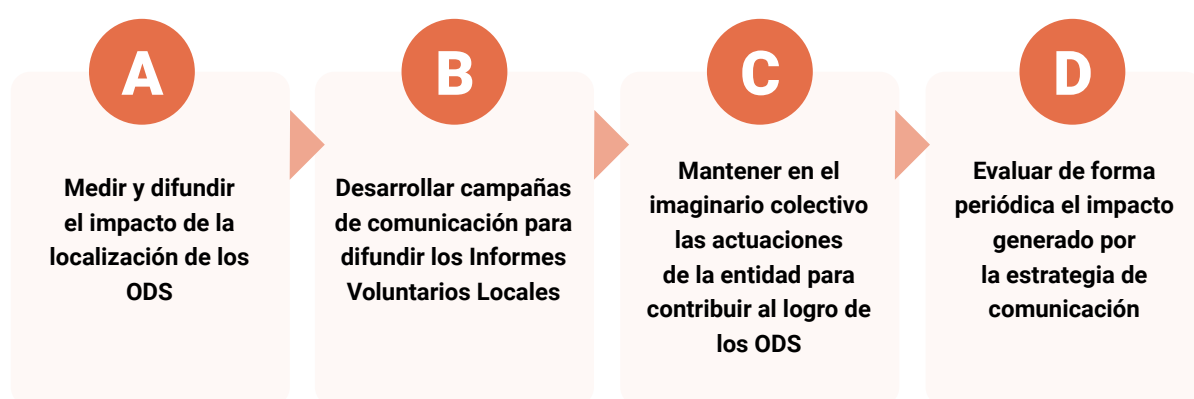 A
Medir y difundir
el impacto de la
localización de los
ODS
B
Desarrollar campañas
de comunicación para
difundir los Informes
Voluntarios Locales
C
Mantener en el
imaginario colectivo
las actuaciones
de la entidad para
contribuir al logro de
los ODS
D
Evaluar de forma
periódica el impacto
generado por
la estrategia de
comunicación